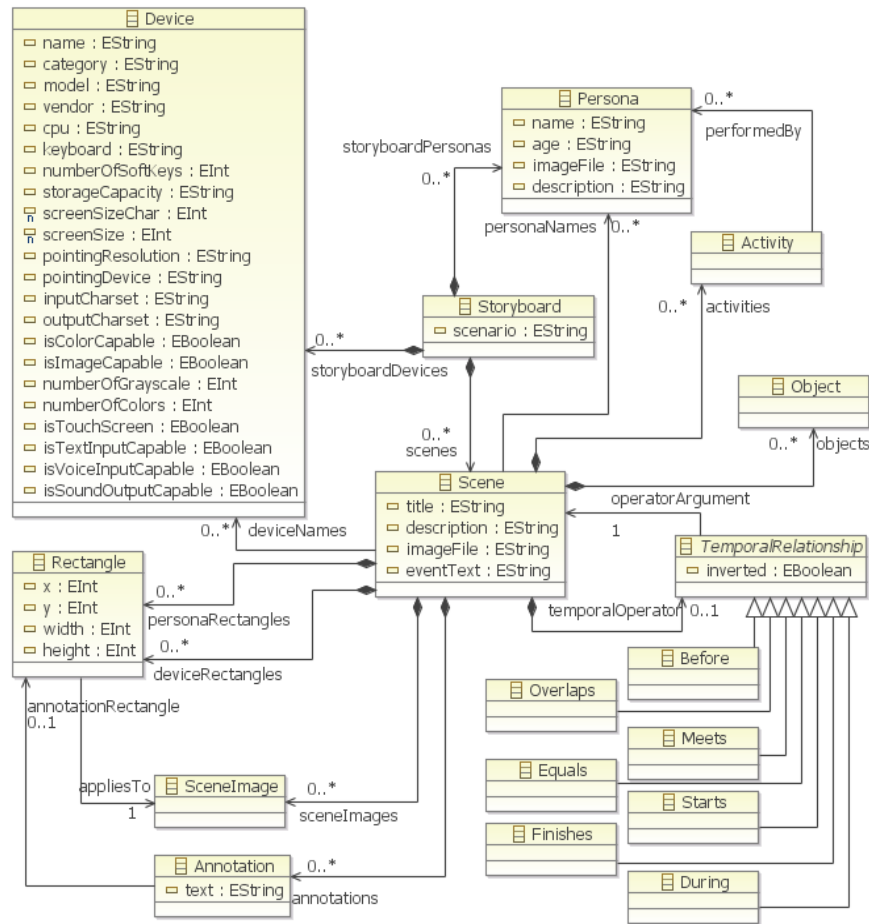 Device
name : EString
category : EString
model : EString
vendor : EString
cpu : EString
keyboard : EString
numberOfSoftKeys : EInt
storageCapacity : EString
screenSizeChar : EInt
screenSize : EInt
pointingResolution : EString
pointingDevice : EString
inputCharset : EString
outputCharset : EString
isColorCapable : EBoolean
isImageCapable : EBoolean
numberOfGrayscale : EInt
numberOfColors : EInt
isTouchScreen : EBoolean
isTextInputCapable : EBoolean
isVoiceInputCapable : EBoolean
isSoundOutputCapable : EBoolean
Persona
name : EString
age : EString
imageFile : EString
description : EString
0..*
performedBy
storyboardPersonas
0..*
personaNames
0..*
Activity
0..*
activities
Storyboard
scenario : EString
0..*
storyboardDevices
0..*
scenes
Object
0..*
objects
Scene
title : EString
description : EString
imageFile : EString
eventText : EString
operatorArgument
1
TemporalRelationship
inverted : EBoolean
temporalOperator
0..1
0..*
deviceNames
Rectangle
x : EInt
y : EInt
width : EInt
height : EInt
0..*
personaRectangles
0..*
deviceRectangles
annotationRectangle
0..1
appliesTo
1
SceneImage
0..*
sceneImages
Annotation
text : EString
0..*
annotations
Before
Overlaps
Meets
Equals
Starts
Finishes
During